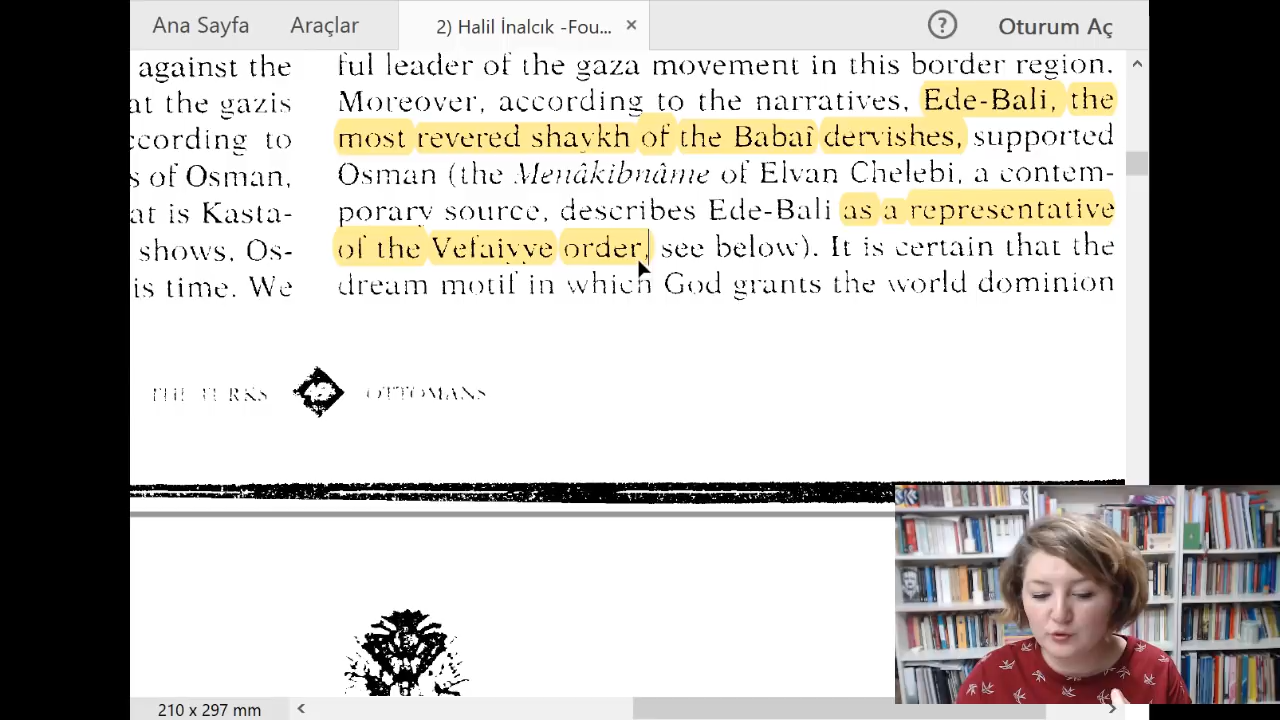 Ana Sayfa
Araçlar
2) Halil İnalcık -Fou...
×
?
Oturum Aç
against the
at the gazis
ccording to
s of Osman,
at is Kasta-
shows, Os-
is time. We
ful leader of the gaza movement in this border region.
Moreover, according to the narratives, Ede-Bali, the
most revered shaykh of the Babaî dervishes, supported
Osman (the Menâkibnâme of Elvan Chelebi, a contem-
porary source, describes Ede-Bali as a representative
of the Vefaiyye order, see below). It is certain that the
dream motif in which God grants the world dominion
THE TURKS
OTTOMANS
210 x 297 mm